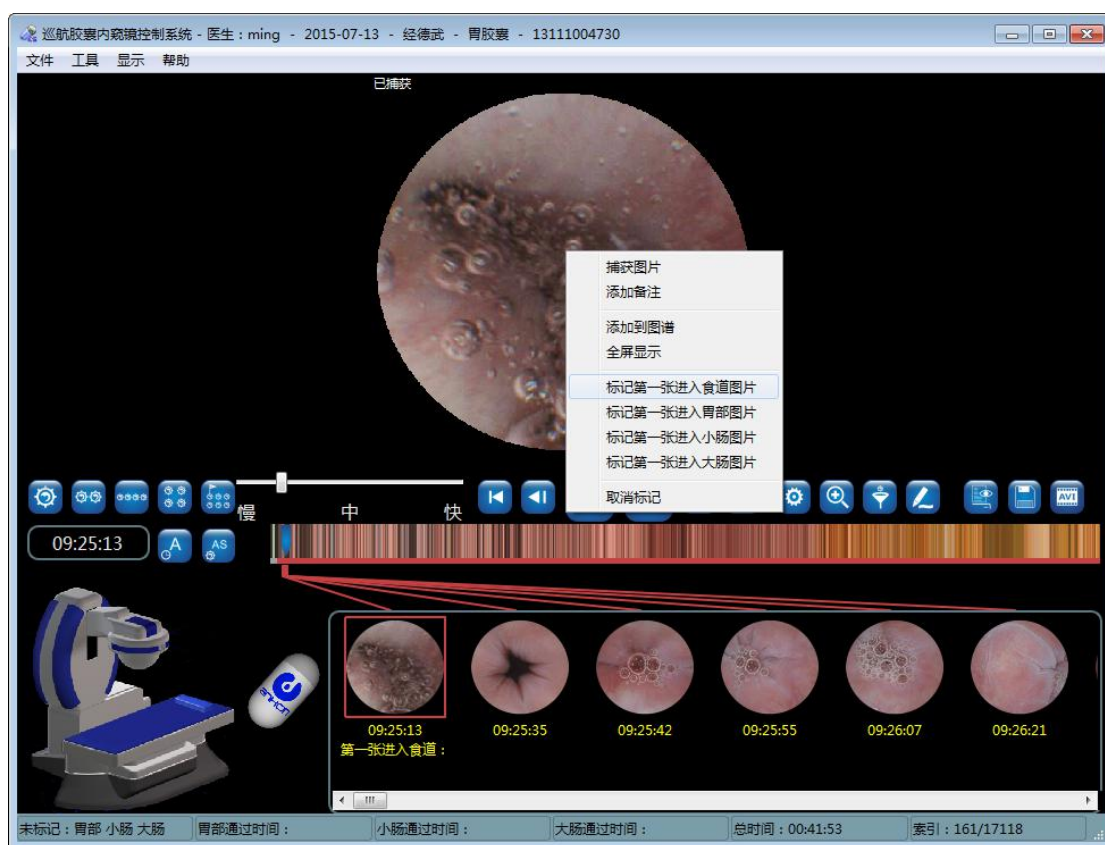 巡航胶囊内窥镜控制系统 - 医生：ming - 2015-07-13 - 经德武 - 胃胶囊 - 13111004730
文件 工具 显示 帮助
已捕获
捕获图片
添加备注
添加到图谱
全屏显示
标记第一张进入食道图片
标记第一张进入胃部图片
标记第一张进入小肠图片
标记第一张进入大肠图片
取消标记
慢 中 快
AVI
09:25:13 A AS
ankon
09:25:13 09:25:35 09:25:42 09:25:55 09:26:07 09:26:21
第一张进入食道：
未标记：胃部 小肠 大肠 胃部通过时间： 小肠通过时间： 大肠通过时间： 总时间：00:41:53 索引：161/17118